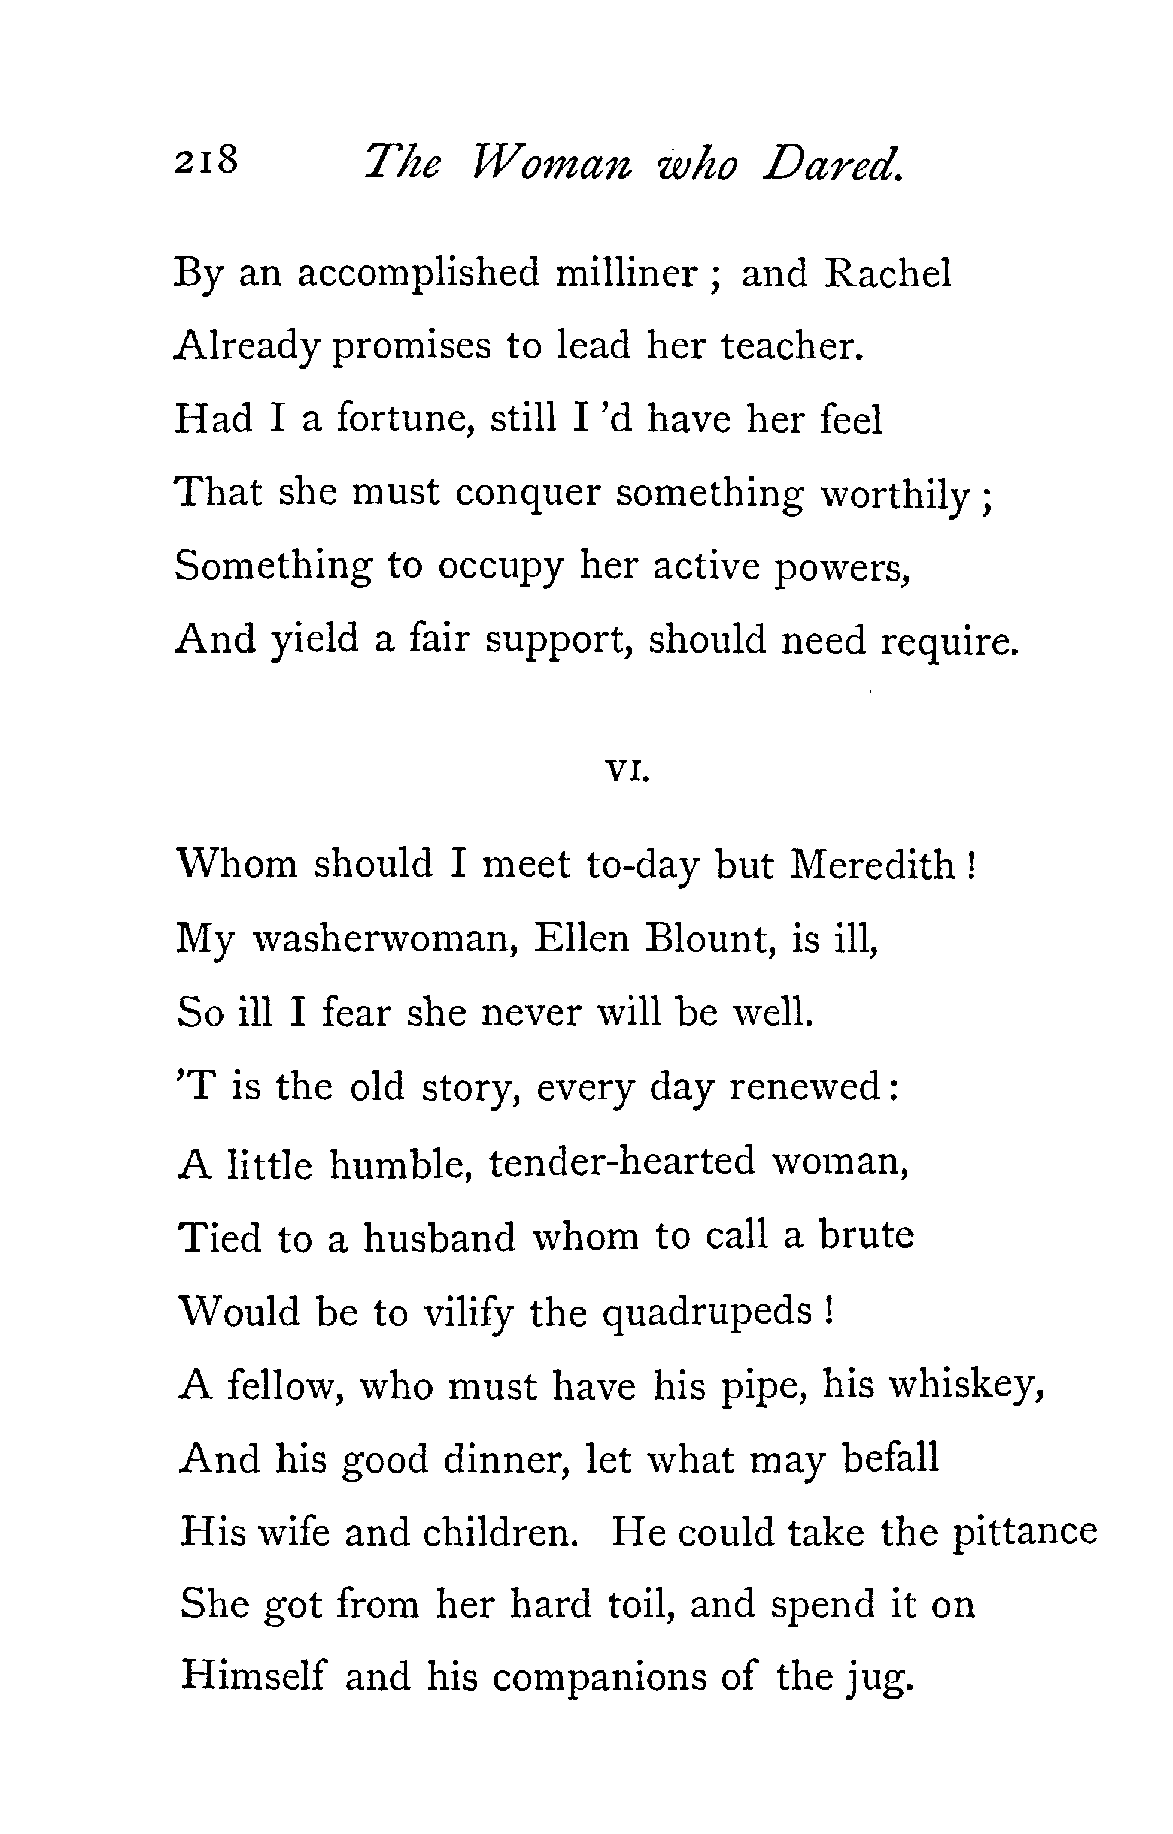 218 The Woman who Dared.
By an accomplished milliner ; and Rachel
Already promises to lead her teacher.
Had I a fortune, still I 'd have her feel
That she must conquer something worthily ;
Something to occupy her active powers,
And yield a fair support, should need require.
VI.
Whom should I meet to-day but Meredith !
My washerwoman, Ellen Blount, is ill,
So ill I fear she never will be well.
'T is the old story, every day renewed :
A little humble, tender-hearted woman,
Tied to a husband whom to call a brute
Would be to vilify the quadrupeds !
A fellow, who must have his pipe, his whiskey,
And his good dinner, let what may befall
His wife and children. He could take the pittance
She got from her hard toil, and spend it on
Himself and his companions of the jug.